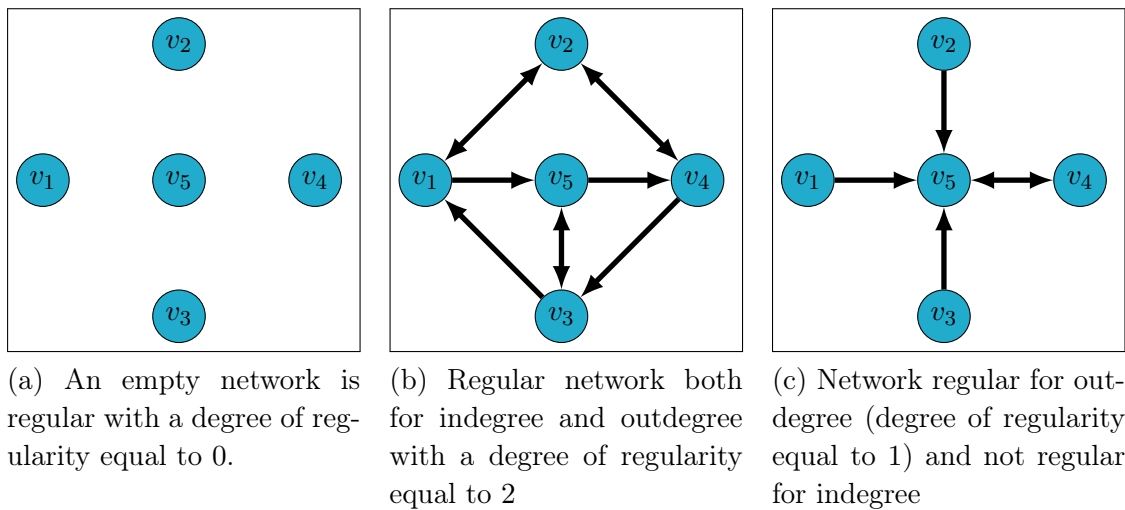 v2
v1
v5
v4
v3
v2
v1
v5
v4
v3
v2
v1
v5
v4
v3
(a) An empty network is
regular with a degree of reg-
ularity equal to 0.
(b) Regular network both
for indegree and outdegree
with a degree of regularity
equal to 2
(c) Network regular for out-
degree (degree of regularity
equal to 1) and not regular
for indegree